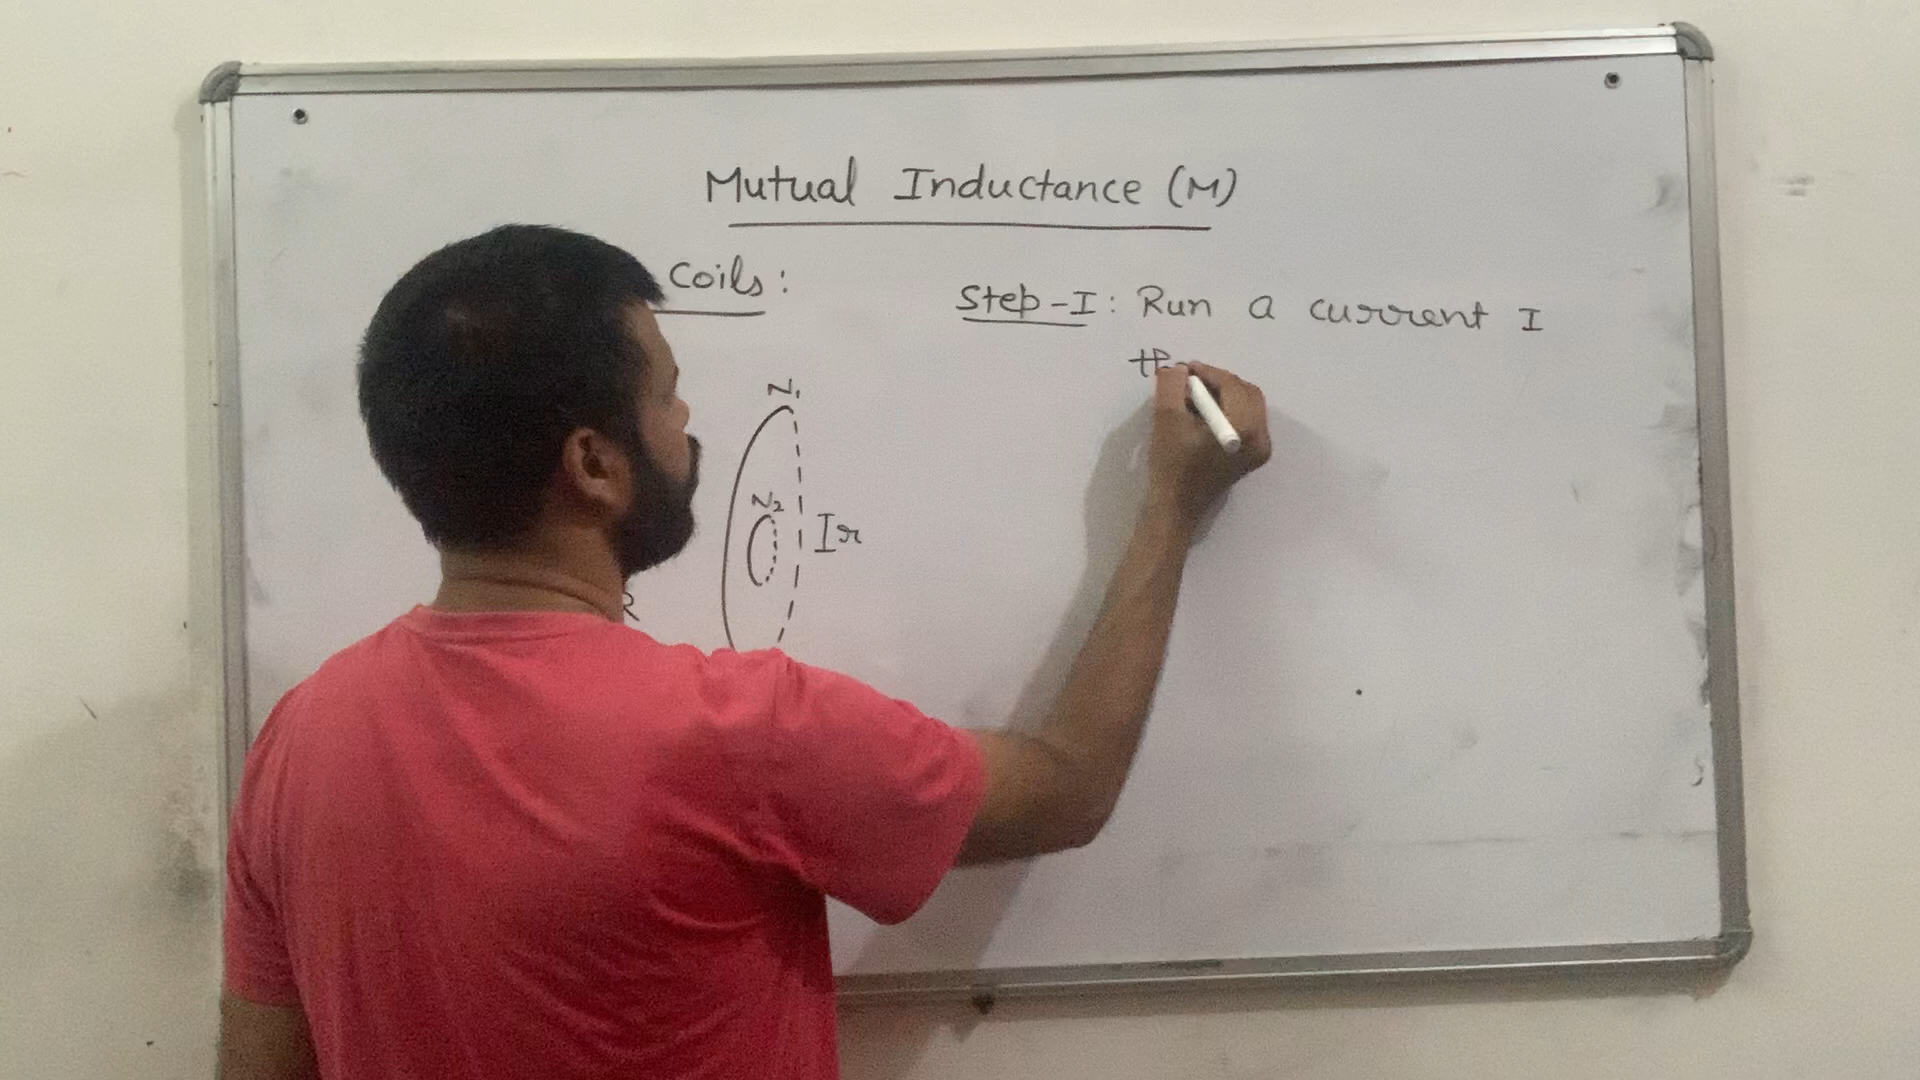 Mutual Inductance (M)
Coils:
Step-I: Run a current I
N₁
N₂
Ir
R